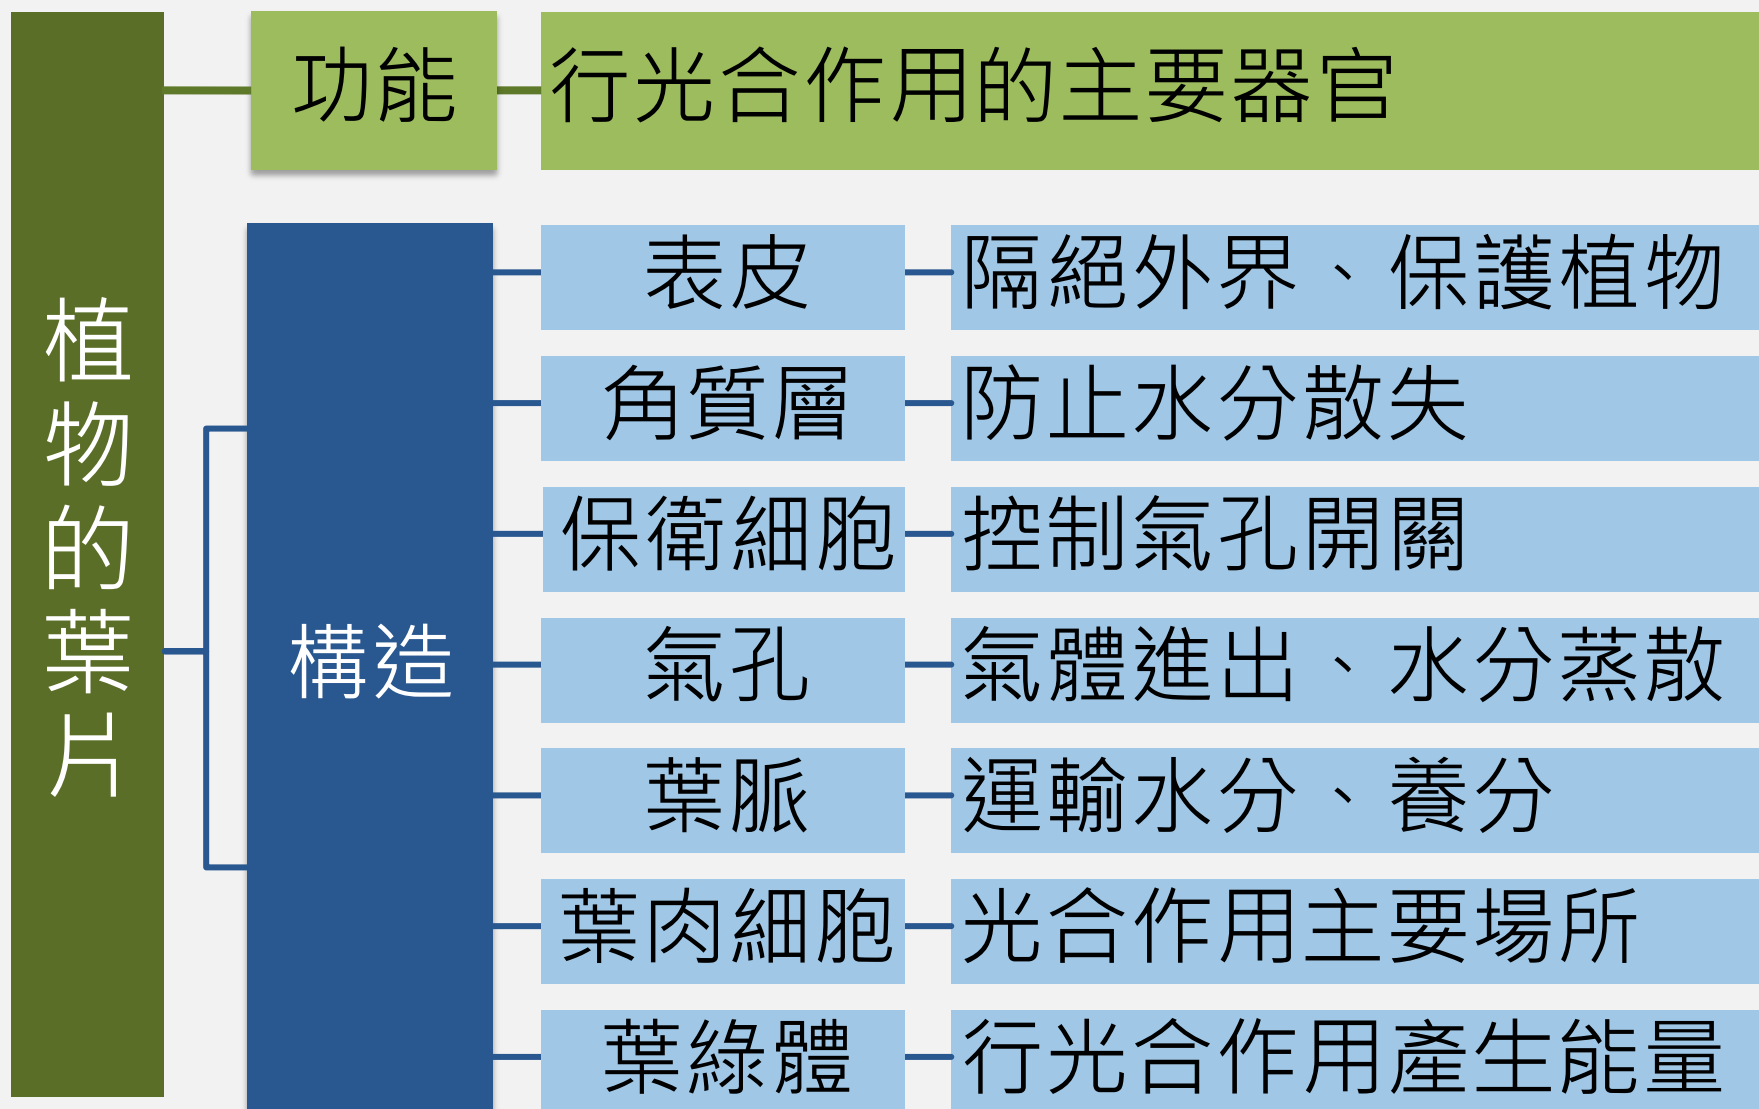 植物的葉片
功能
行光合作用的主要器官
構造
表皮
隔絕外界、保護植物
角質層
防止水分散失
保衛細胞
控制氣孔開關
氣孔
氣體進出、水分蒸散
葉脈
運輸水分、養分
葉肉細胞
光合作用主要場所
葉綠體
行光合作用產生能量